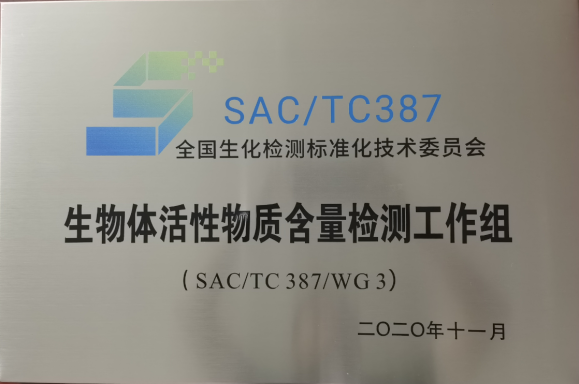 SAC/TC387
全国生化检测标准化技术委员会
生物体活性物质含量检测工作组
(SAC/TC 387/WG 3)
二〇二〇年十一月